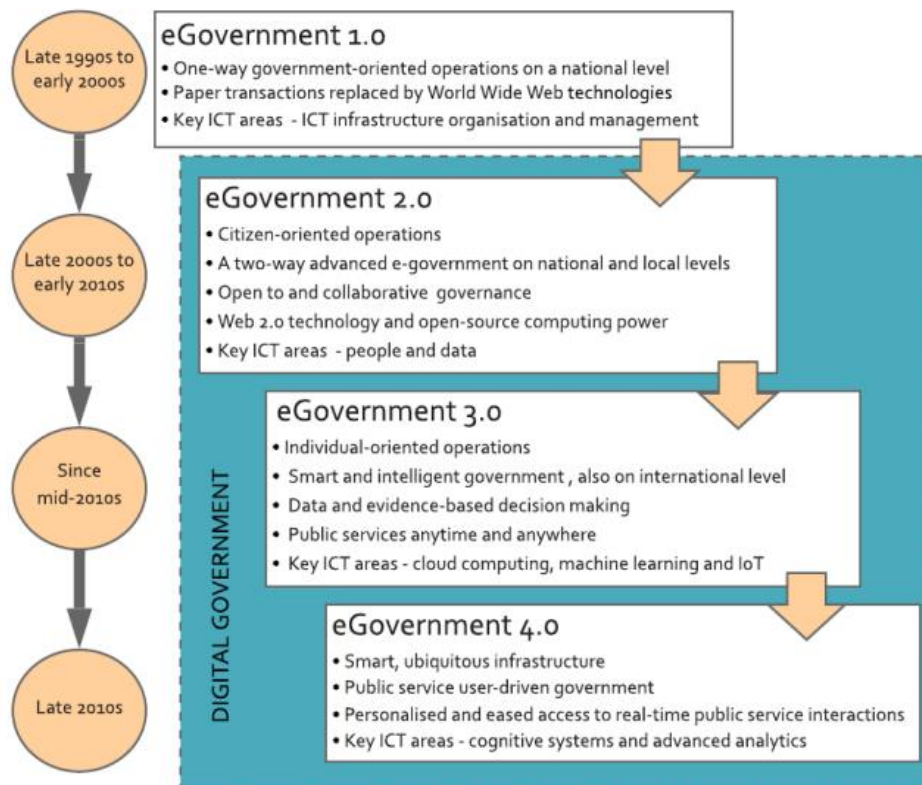 Late 1990s to
early 2000s
eGovernment 1.0
• One-way government-oriented operations on a national level
• Paper transactions replaced by World Wide Web technologies
• Key ICT areas - ICT infrastructure organisation and management
Late 2000s to
early 2010s
eGovernment 2.0
• Citizen-oriented operations
• A two-way advanced e-government on national and local levels
• Open to and collaborative governance
• Web 2.0 technology and open-source computing power
• Key ICT areas - people and data
Since
mid-2010s
eGovernment 3.0
• Individual-oriented operations
• Smart and intelligent government , also on international level
• Data and evidence-based decision making
• Public services anytime and anywhere
• Key ICT areas - cloud computing, machine learning and IoT
Late 2010s
eGovernment 4.0
• Smart, ubiquitous infrastructure
• Public service user-driven government
• Personalised and eased access to real-time public service interactions
• Key ICT areas - cognitive systems and advanced analytics
DIGITAL GOVERNMENT